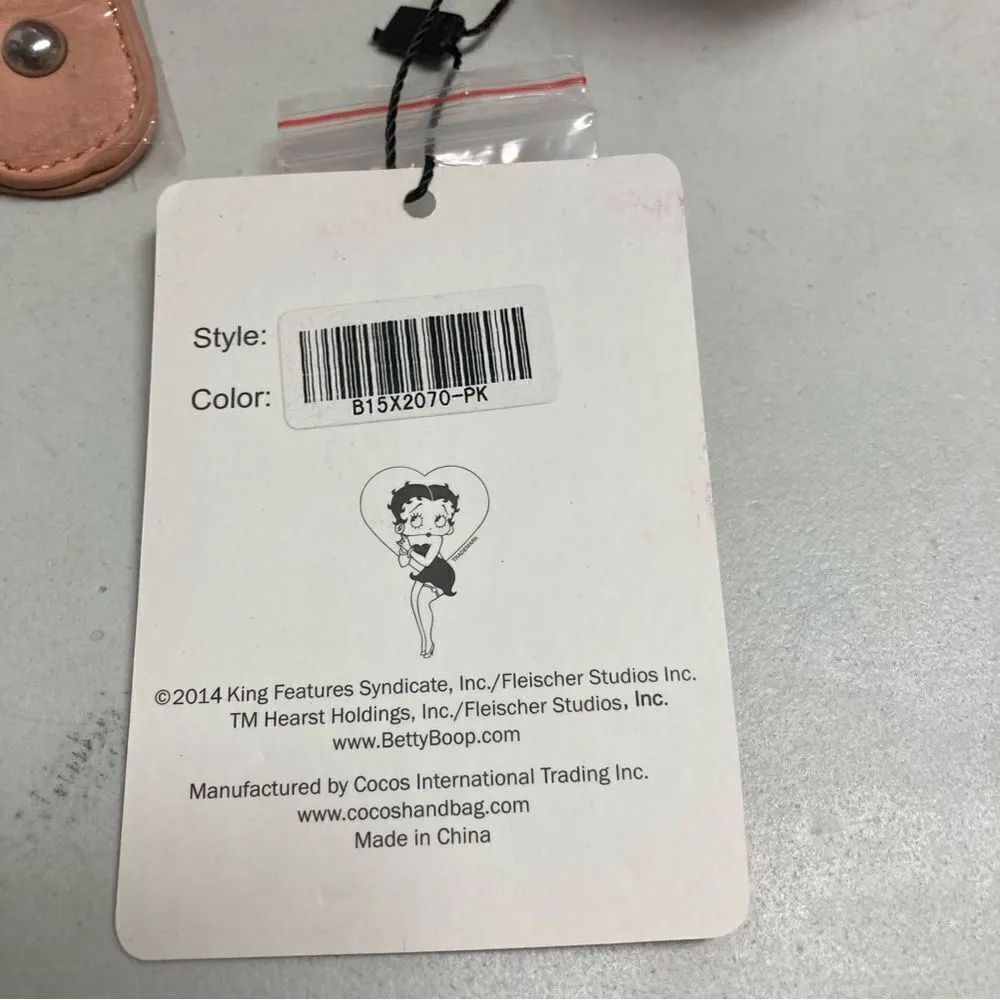 Style:
Color:
B15X2070-PK
TRADEMARK
©2014 King Features Syndicate, Inc./Fleischer Studios Inc.
TM Hearst Holdings, Inc./Fleischer Studios, Inc.
www.BettyBoop.com
Manufactured by Cocos International Trading Inc.
www.cocoshandbag.com
Made in China